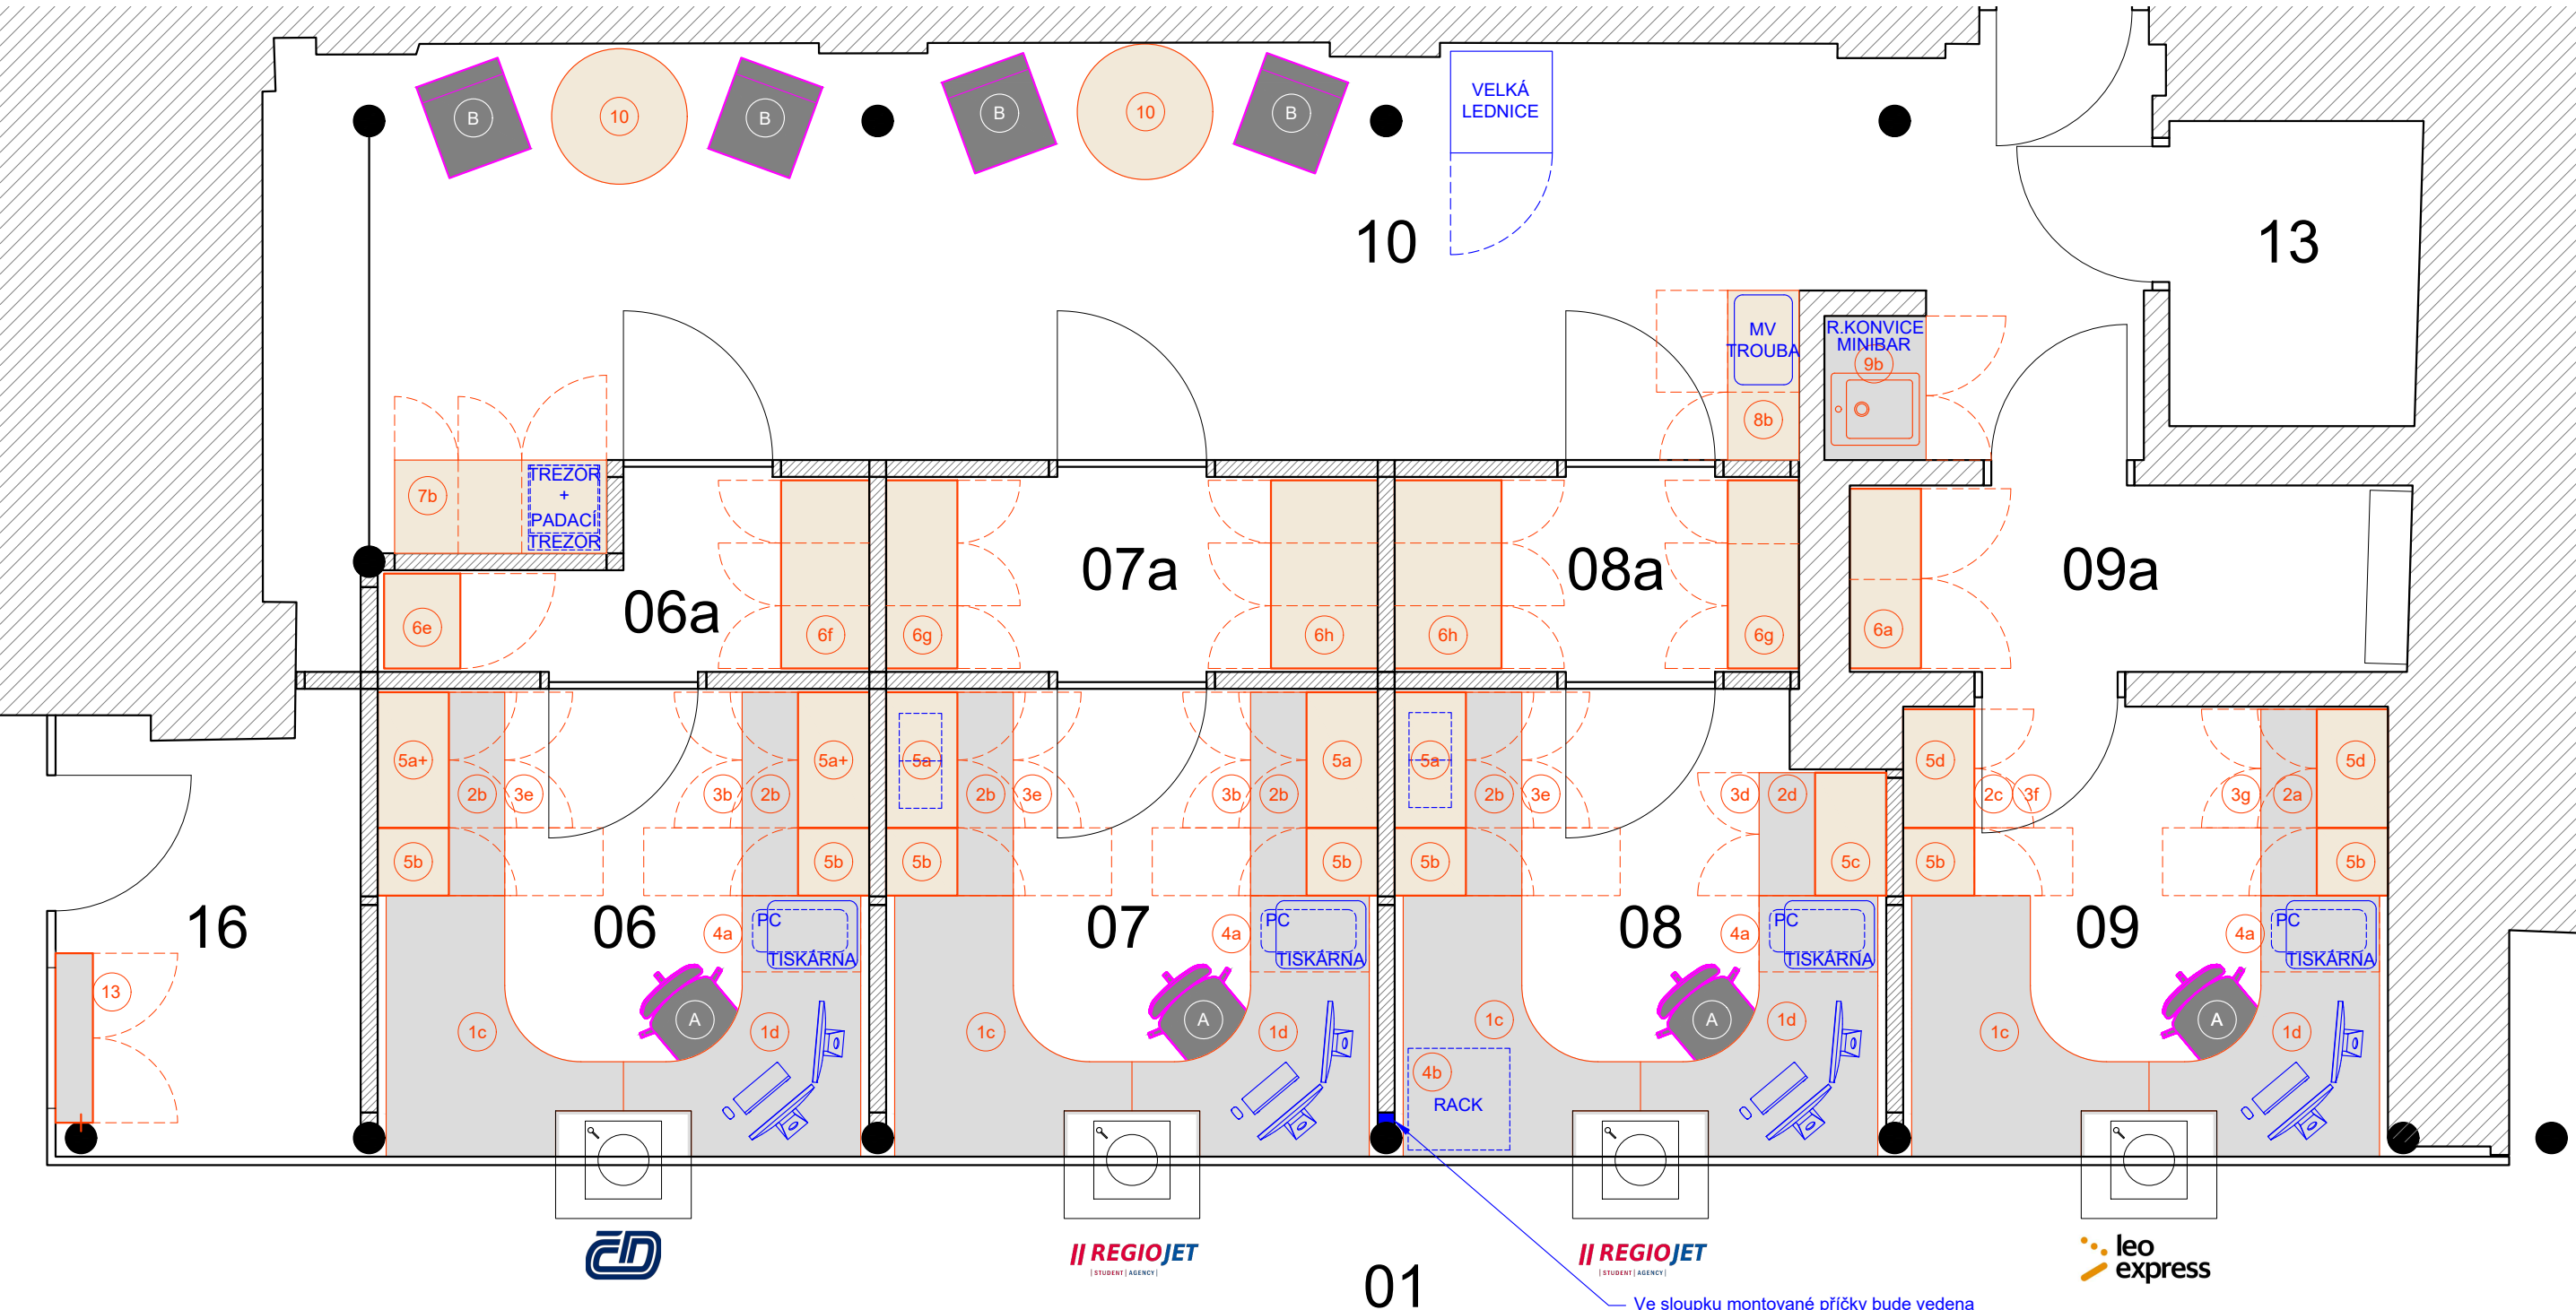 B
10
B
B
10
B
VELKÁ
LEDNICE
10
13
MV
TROUBA
8b
R.KONVICE
MINIBAR
9b
7b
TREZOR
+
PADACÍ
TREZOR
6e
06a
6f
6g
07a
6h
6h
08a
6g
6a
09a
5a+
2b
3e
3b
2b
5a+
5a
2b
3e
3b
2b
5a
5a
2b
3e
3d
2d
5d
2c
3f
3g
2a
5d
5b
5b
5b
5b
5b
5c
5b
5b
16
06
4a
PC
TISKÁRNA
07
4a
PC
TISKÁRNA
08
4a
PC
TISKÁRNA
09
4a
PC
TISKÁRNA
13
1c
A
1d
1c
A
1d
1c
A
1d
1c
A
1d
4b
RACK
ČD
REGIOJET
STUDENT AGENCY
REGIOJET
STUDENT AGENCY
leo
express
01
Ve sloupku montované příčky bude vedena